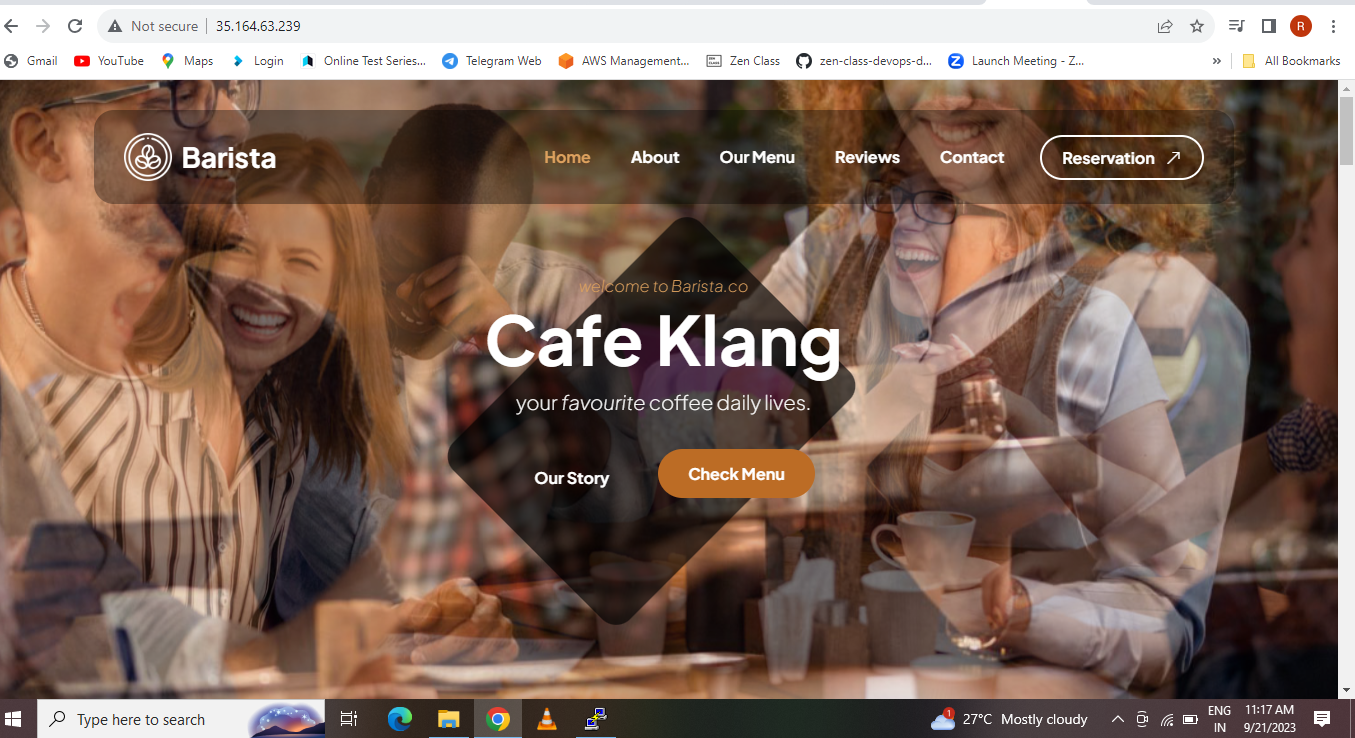 Not secure | 35.164.63.239
R
Gmail YouTube Maps Login Online Test Series... Telegram Web AWS Management... Zen Class zen-class-devops-d... Launch Meeting - Z... » All Bookmarks
Barista Home About Our Menu Reviews Contact Reservation
welcome to Barista.co
Cafe Klang
your favourite coffee daily lives.
Our Story Check Menu
Type here to search 1 27°C Mostly cloudy ENG 11:17 AM
IN 9/21/2023